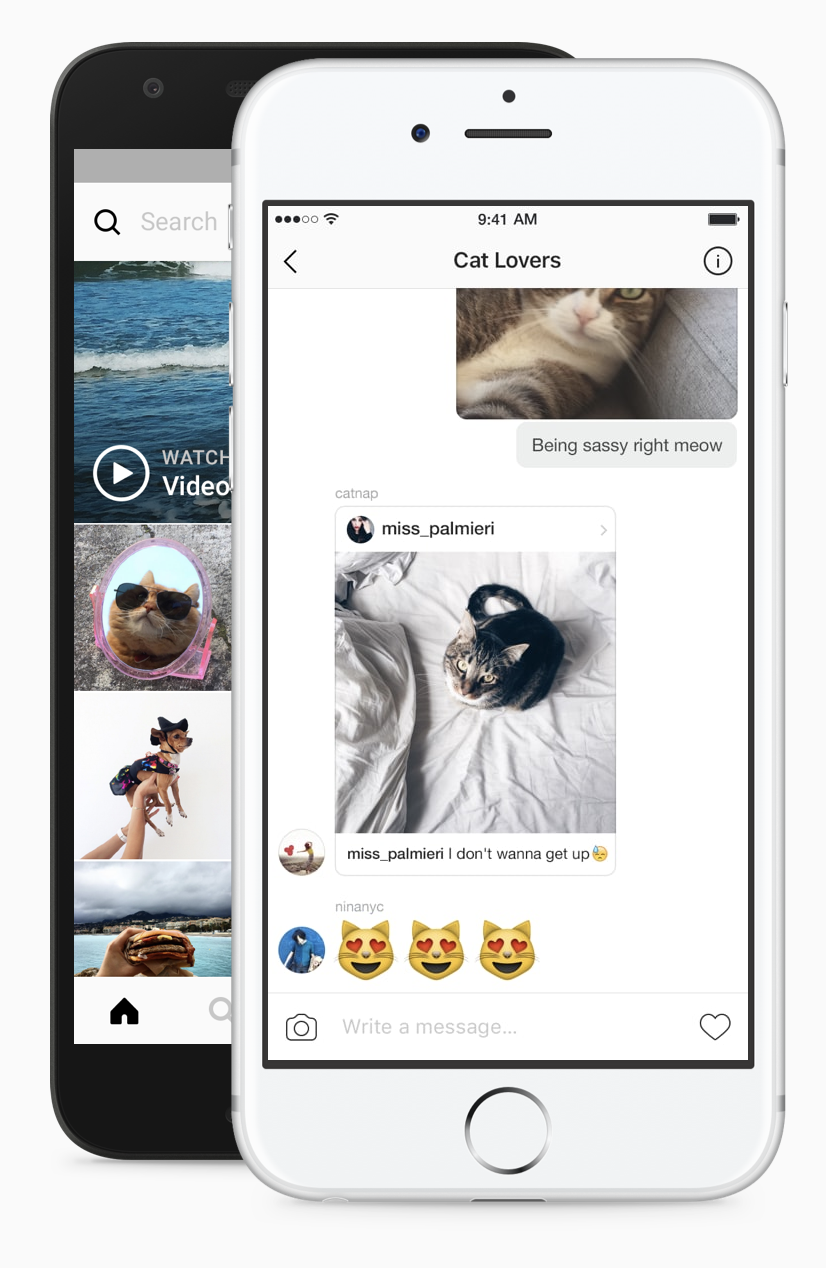 Search
WATCH
Video
9:41 AM
Cat Lovers
Being sassy right meow
catnap
miss_palmieri
miss_palmieri I don't wanna get up😓
ninanyc
😻 😻 😻
Write a message...